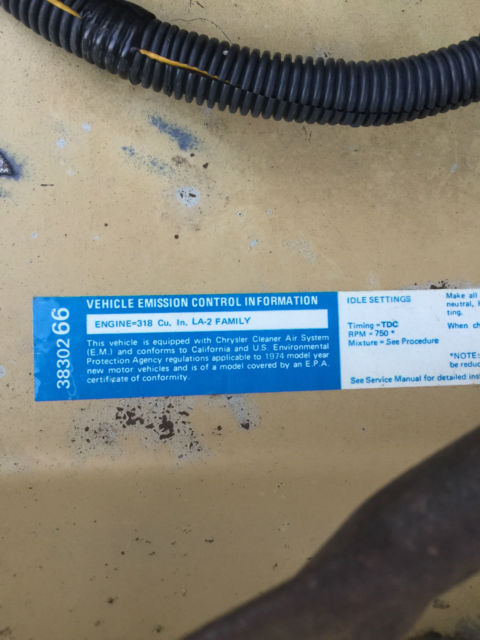 3830266
VEHICLE EMISSION CONTROL INFORMATION
ENGINE=318 Cu. In. LA-2 FAMILY
This vehicle is equipped with Chrysler Cleaner Air System
(E.M.) and conforms to California and U.S. Environmental
Protection Agency regulations applicable to 1974 model year
new motor vehicles and is of a model covered by an E.P.A.
certificate of conformity.
IDLE SETTINGS
Timing =TDC
RPM = 750 *
Mixture = See Procedure
See Service Manual for detailed
Make all
neutral,
ting.
When
*NOTE:
be